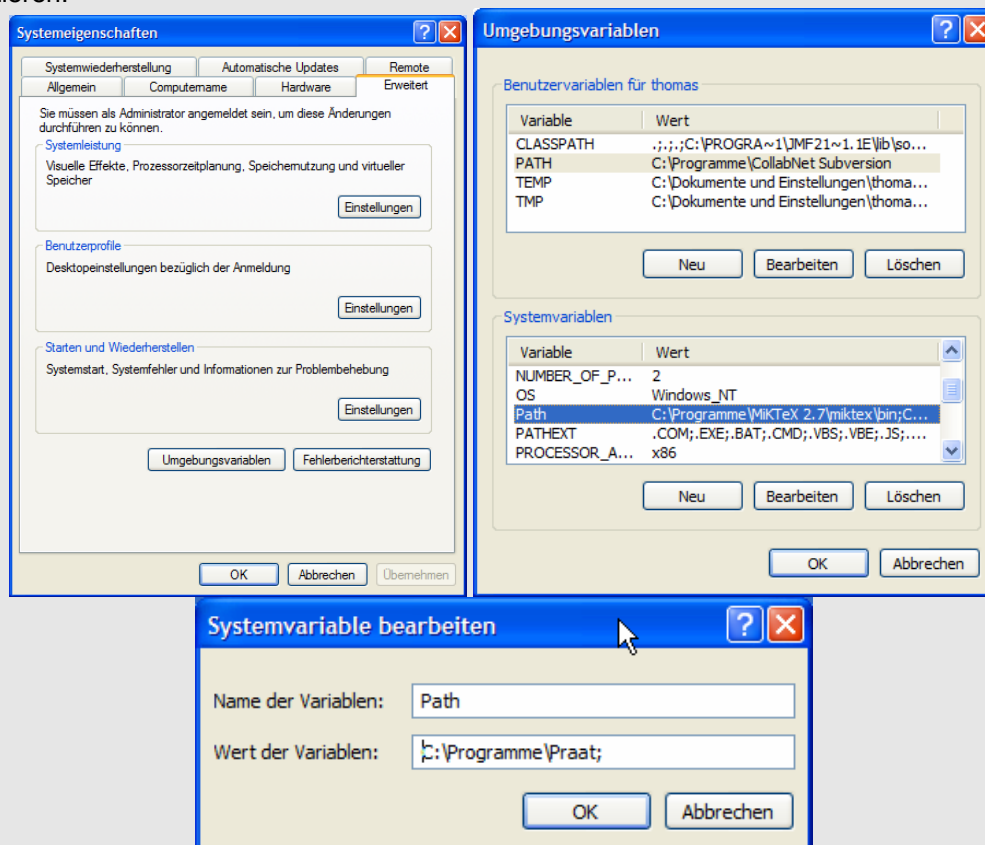 Systemeigenschaften
Systemwiederherstellung Automatische Updates Remote
Allgemein Computername Hardware Erweitert
Sie müssen als Administrator angemeldet sein, um diese Änderungen
durchführen zu können.
Systemleistung
Visuelle Effekte, Prozessorzeitplanung, Speichernutzung und virtueller
Speicher
Einstellungen
Benutzerprofile
Desktopeinstellungen bezüglich der Anmeldung
Einstellungen
Starten und Wiederherstellen
Systemstart, Systemfehler und Informationen zur Problembehebung
Einstellungen
Umgebungsvariablen Fehlerberichterstattung
OK Abbrechen Übernehmen
Umgebungsvariablen
Benutzervariablen für thomas
Variable Wert
CLASSPATH .;.;.;C:\PROGRA~1\JMF21~1.1E\lib\so...
PATH C:\Programme\CollabNet Subversion
TEMP C:\Dokumente und Einstellungen\thoma...
TMP C:\Dokumente und Einstellungen\thoma...
Neu Bearbeiten Löschen
Systemvariablen
Variable Wert
NUMBER_OF_P... 2
OS Windows_NT
Path C:\Programme\MiKTeX 2.7\miktex\bin;C...
PATHEXT .COM;.EXE;.BAT;.CMD;.VBS;.VBE;.JS;....
PROCESSOR_A... x86
Neu Bearbeiten Löschen
OK Abbrechen
Systemvariable bearbeiten
Name der Variablen: Path
Wert der Variablen: C:\Programme\Praat;
OK Abbrechen